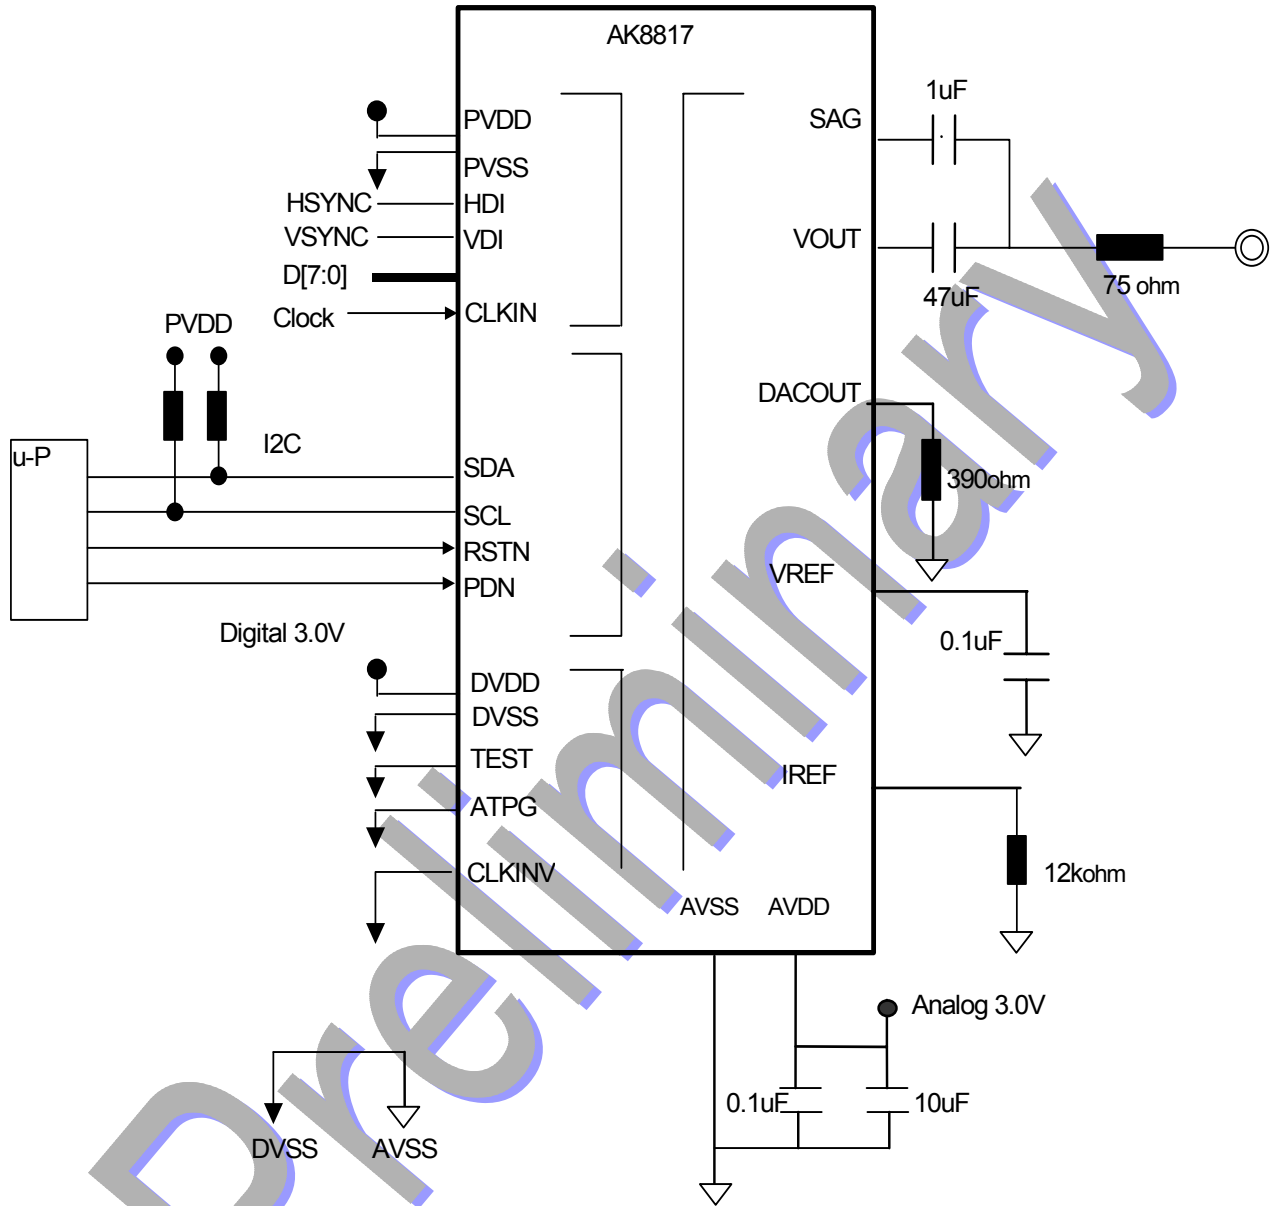 AK8817
PVDD
PVSS
HSYNC
HDI
VSYNC
VDI
D[7:0]
Clock
CLKIN
PVDD
I2C
u-P
SDA
SCL
RSTN
PDN
Digital 3.0V
DVDD
DVSS
TEST
ATPG
CLKINV
SAG
1uF
VOUT
47uF
75 ohm
DACOUT
390ohm
VREF
0.1uF
IREF
12kohm
AVSS
AVDD
Analog 3.0V
0.1uF
10uF
DVSS
AVSS
Preliminary